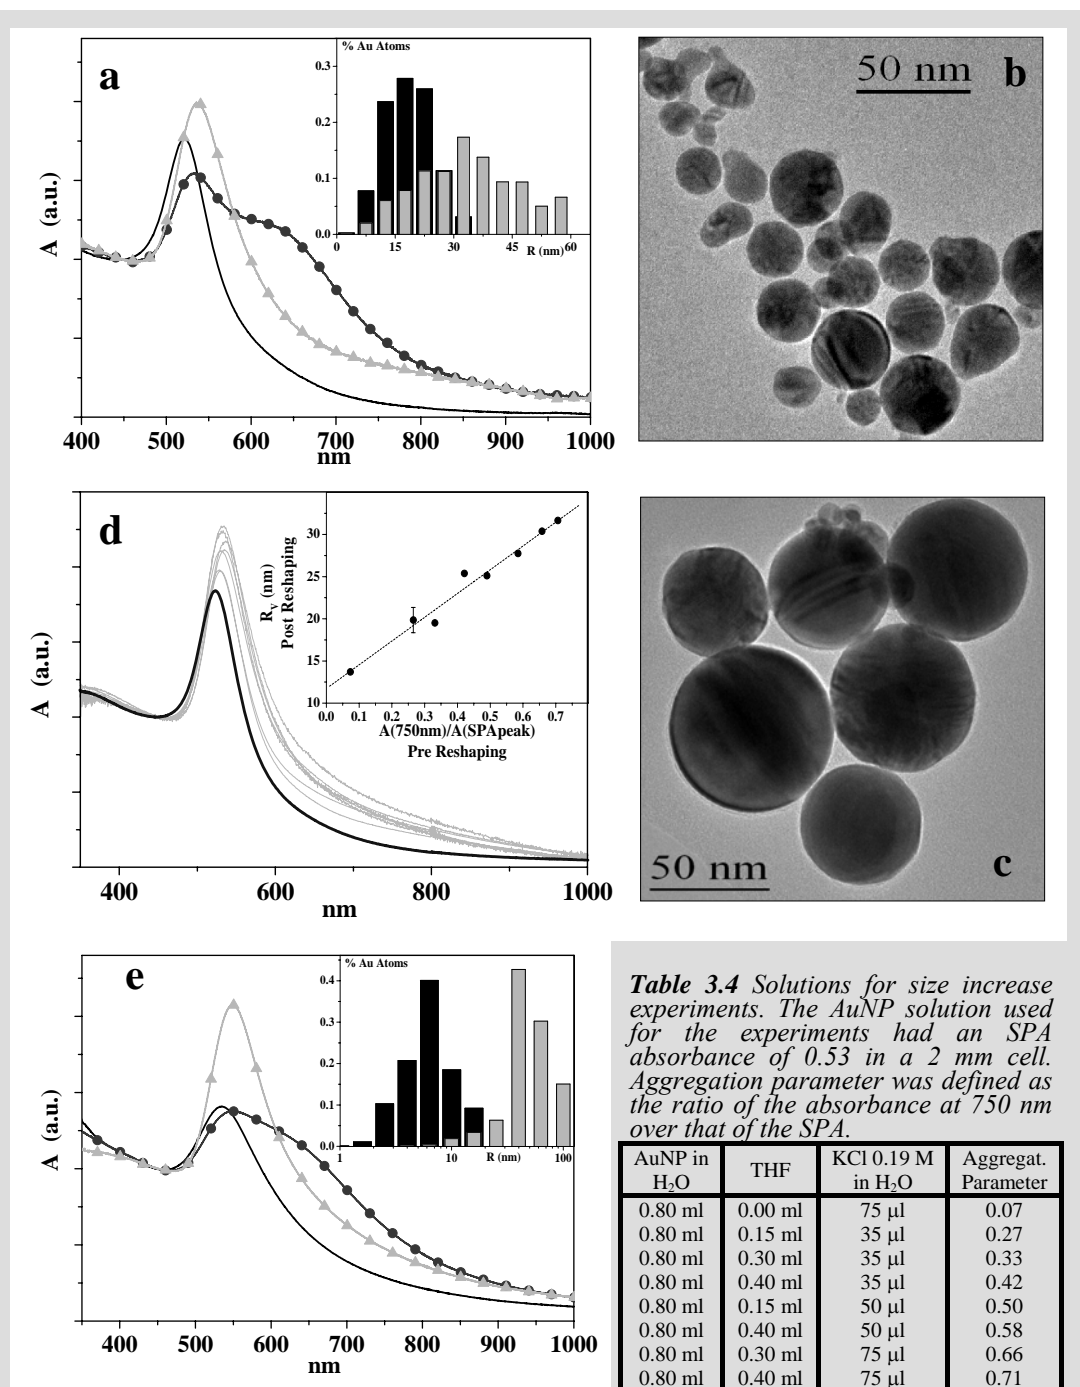 a
% Au Atoms
0.3
0.2
0.1
0.0
0 15 30 45 60
R (nm)
A (a.u.)
400 500 600 700 800 900 1000
nm
50 nm
b
d
30
25
20
15
10
R_v (nm)
Post Reshaping
0.0 0.1 0.2 0.3 0.4 0.5 0.6 0.7
A(750nm)/A(SPApeak)
Pre Reshaping
A (a.u.)
400 600 800 1000
nm
50 nm
c
e
% Au Atoms
0.4
0.3
0.2
0.1
0.0
1 10 R (nm) 100
A (a.u.)
400 500 600 700 800 900 1000
nm
Table 3.4 Solutions for size increase
experiments. The AuNP solution used
for the experiments had an SPA
absorbance of 0.53 in a 2 mm cell.
Aggregation parameter was defined as
the ratio of the absorbance at 750 nm
over that of the SPA.
AuNP in H₂O | THF | KCl 0.19 M in H₂O | Aggregat. Parameter
0.80 ml 0.00 ml 75 µl 0.07
0.80 ml 0.15 ml 35 µl 0.27
0.80 ml 0.30 ml 35 µl 0.33
0.80 ml 0.40 ml 35 µl 0.42
0.80 ml 0.15 ml 50 µl 0.50
0.80 ml 0.40 ml 50 µl 0.58
0.80 ml 0.30 ml 75 µl 0.66
0.80 ml 0.40 ml 75 µl 0.71